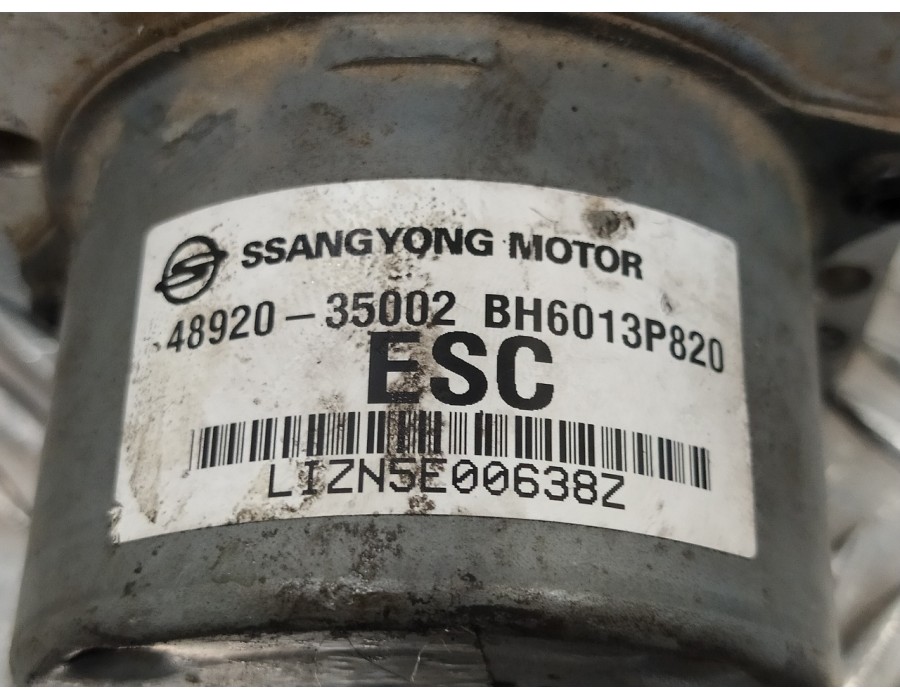 SSANGYONG MOTOR
48920-35002 BH6013P820
ESC
LIZN5E00638Z